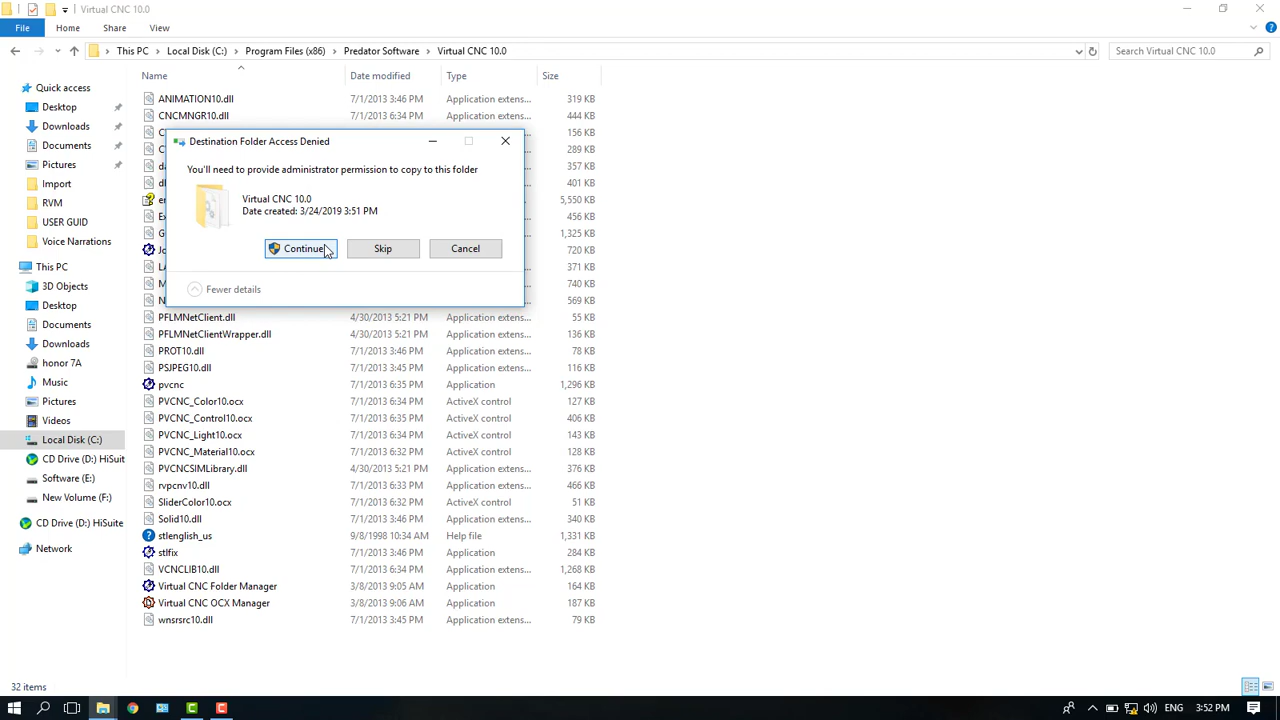 Virtual CNC 10.0
File Home Share View
This PC Local Disk (C:) Program Files (x86) Predator Software Virtual CNC 10.0 Search Virtual CNC 10.0
Name Date modified Type Size
Quick access
Desktop
Downloads
Documents
Pictures
Import
RVM
USER GUID
Voice Narrations
This PC
3D Objects
Desktop
Documents
Downloads
honor 7A
Music
Pictures
Videos
Local Disk (C:)
CD Drive (D:) HiSuit
Software (E:)
New Volume (F:)
CD Drive (D:) HiSuite
Network
ANIMATION10.dll 7/1/2013 3:46 PM Application extens... 319 KB
CNCMNGR10.dll 7/1/2013 6:34 PM Application extens... 444 KB
156 KB
289 KB
357 KB
401 KB
5,550 KB
456 KB
1,325 KB
720 KB
371 KB
740 KB
569 KB
Destination Folder Access Denied
You'll need to provide administrator permission to copy to this folder
Virtual CNC 10.0
Date created: 3/24/2019 3:51 PM
Continue Skip Cancel
Fewer details
PFLMNetClient.dll 4/30/2013 5:21 PM Application extens... 55 KB
PFLMNetClientWrapper.dll 4/30/2013 5:21 PM Application extens... 136 KB
PROT10.dll 7/1/2013 3:46 PM Application extens... 78 KB
PSJPEG10.dll 7/1/2013 3:45 PM Application extens... 116 KB
pvcnc 7/1/2013 6:35 PM Application 1,296 KB
PVCNC_Color10.ocx 7/1/2013 6:35 PM ActiveX control 127 KB
PVCNC_Control10.ocx 7/1/2013 6:35 PM ActiveX control 406 KB
PVCNC_Light10.ocx 7/1/2013 6:34 PM ActiveX control 143 KB
PVCNC_Material10.ocx 7/1/2013 6:34 PM ActiveX control 128 KB
PVCNCSIMLibrary.dll 4/30/2013 5:21 PM Application extens... 376 KB
rvpcnv10.dll 7/1/2013 6:33 PM Application extens... 466 KB
SliderColor10.ocx 7/1/2013 6:32 PM ActiveX control 51 KB
Solid10.dll 7/1/2013 3:46 PM Application extens... 340 KB
stlenglish_us 9/8/1998 10:34 AM Help file 1,331 KB
stlfix 7/1/2013 3:46 PM Application 284 KB
VCNCLIB10.dll 7/1/2013 6:34 PM Application extens... 1,268 KB
Virtual CNC Folder Manager 3/8/2013 9:05 AM Application 164 KB
Virtual CNC OCX Manager 3/8/2013 9:06 AM Application 187 KB
wnsrsrc10.dll 7/1/2013 3:45 PM Application extens... 79 KB
32 items
ENG 3:52 PM